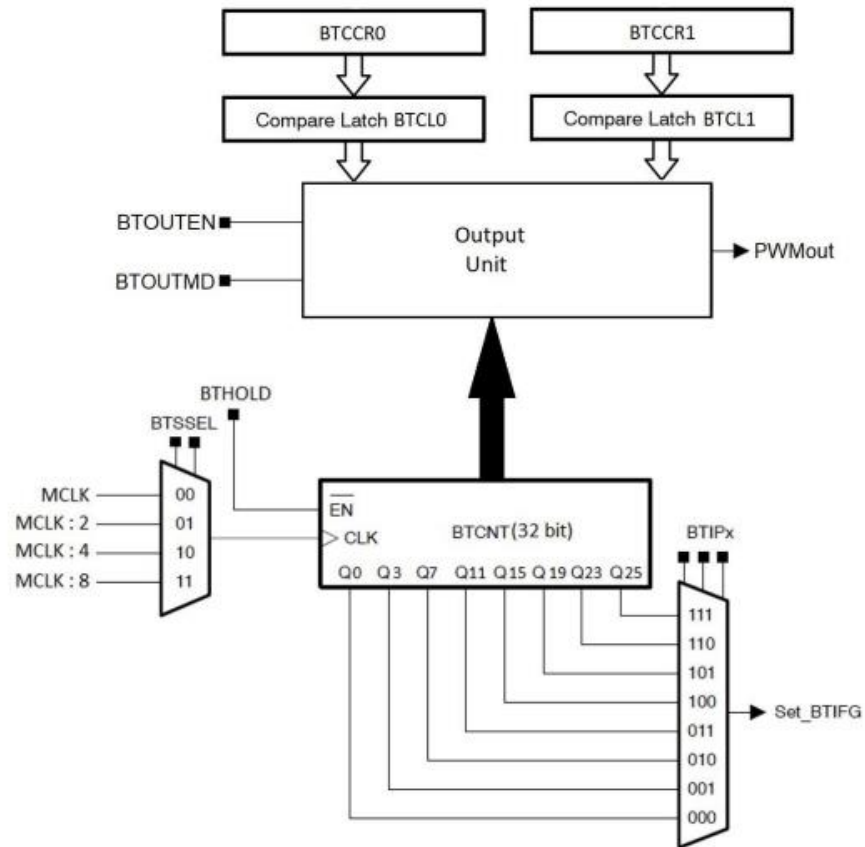 BTCCR0
BTCCR1
Compare Latch BTCL0
Compare Latch BTCL1
BTOUTEN
BTOUTMD
Output
Unit
PWMout
BTHOLD
BTSSEL
MCLK
MCLK : 2
MCLK : 4
MCLK : 8
00
01
10
11
EN
CLK
BTCNT(32 bit)
Q0 Q3 Q7 Q11 Q15 Q19 Q23 Q25
BTIPx
111
110
101
100
011
010
001
000
Set_BTIFG